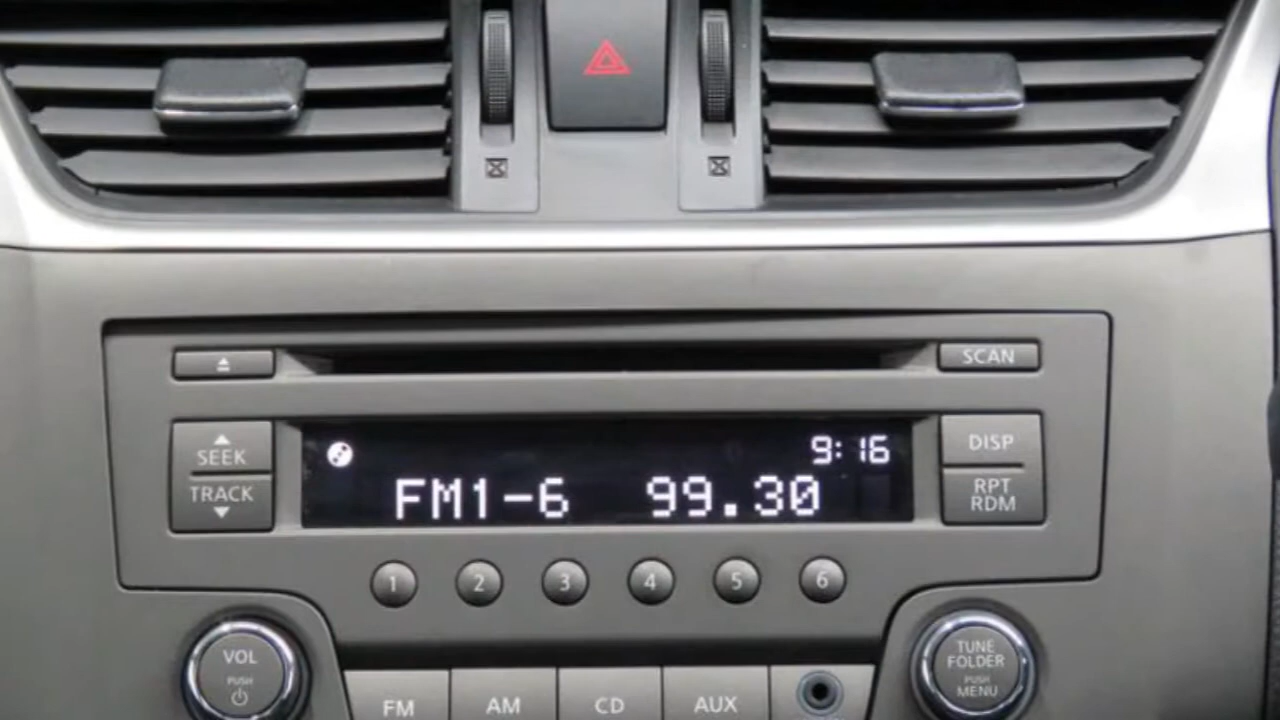 SCAN
SEEK
TRACK
9:16
FM1-6 99.30
DISP
RPT
RDM
1 2 3 4 5 6
VOL
PUSH
TUNE
FOLDER
PUSH
MENU
FM AM CD AUX